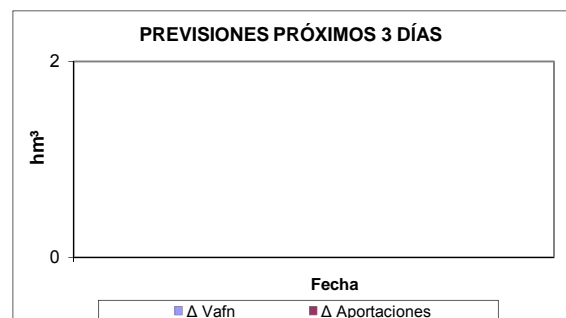 PREVISIONES PRÓXIMOS 3 DÍAS
2
hm³
0
Fecha
Δ Vafn Δ Aportaciones